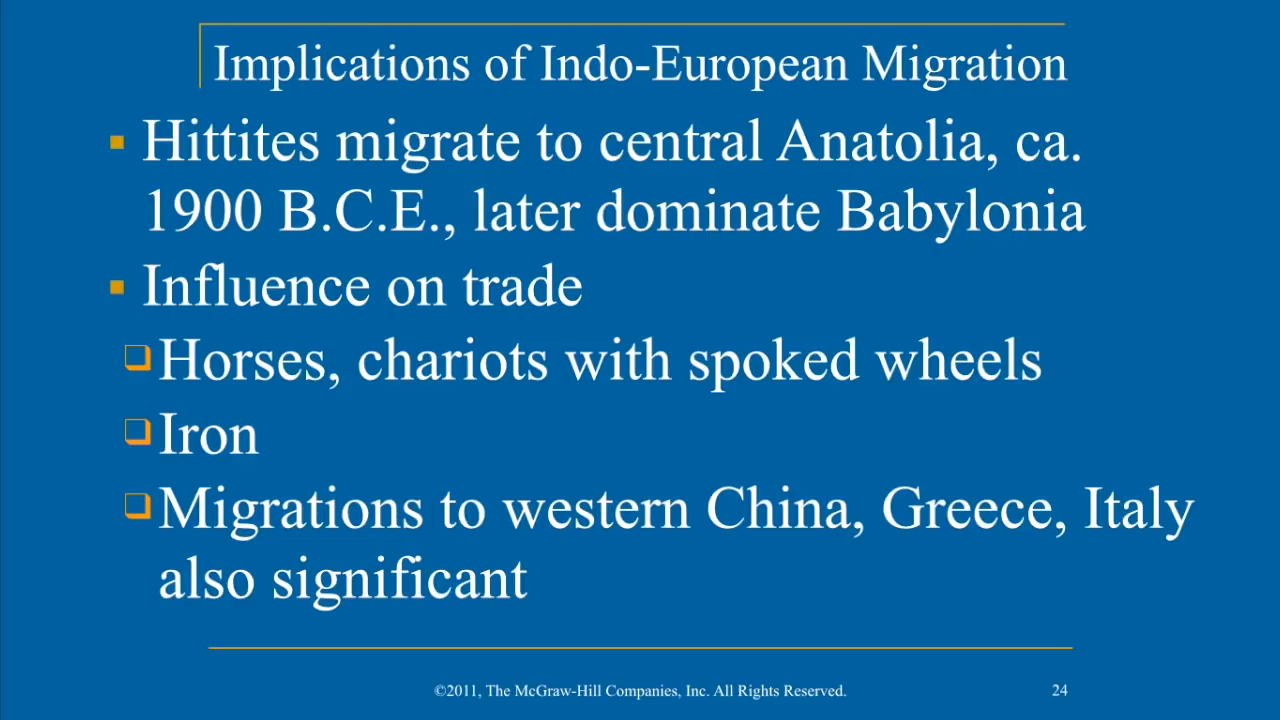 Implications of Indo-European Migration
Hittites migrate to central Anatolia, ca.
1900 B.C.E., later dominate Babylonia
Influence on trade
Horses, chariots with spoked wheels
Iron
Migrations to western China, Greece, Italy
also significant
©2011, The McGraw-Hill Companies, Inc. All Rights Reserved.
24